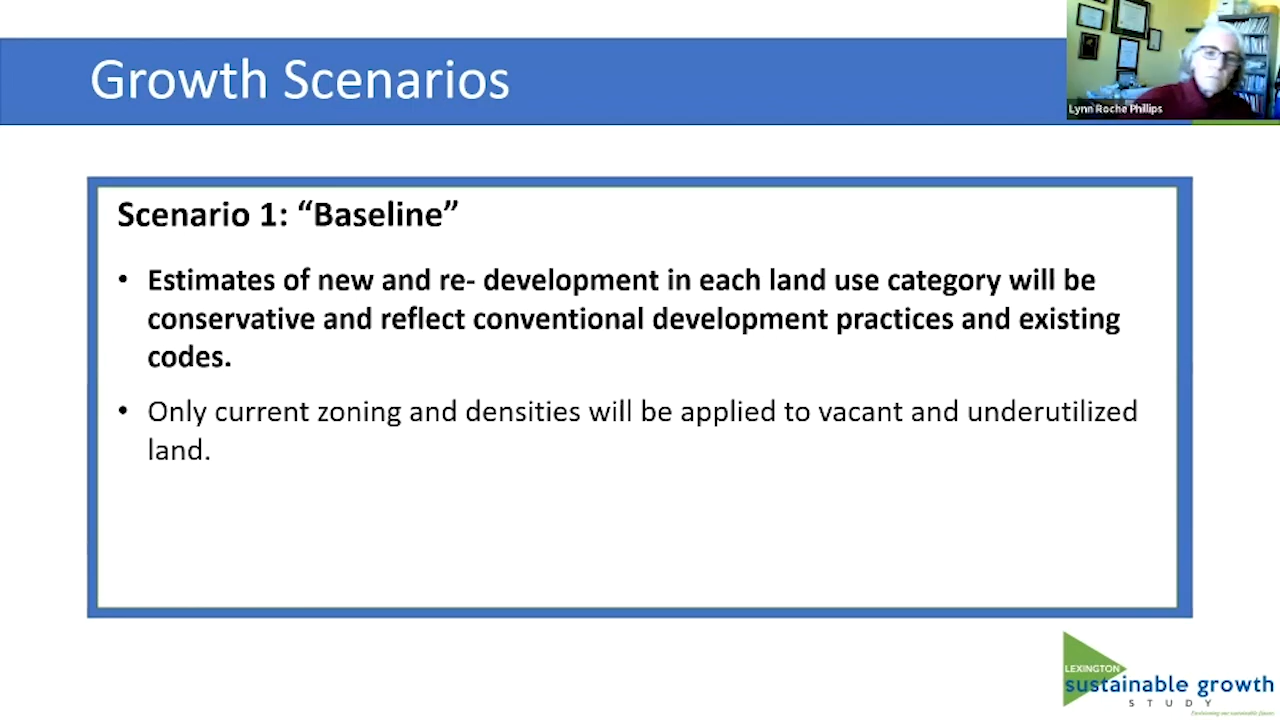 Growth Scenarios
Lynn Roche Phillips
Scenario 1: “Baseline”
• Estimates of new and re- development in each land use category will be
conservative and reflect conventional development practices and existing
codes.
• Only current zoning and densities will be applied to vacant and underutilized
land.
LEXINGTON
sustainable growth
STUDY